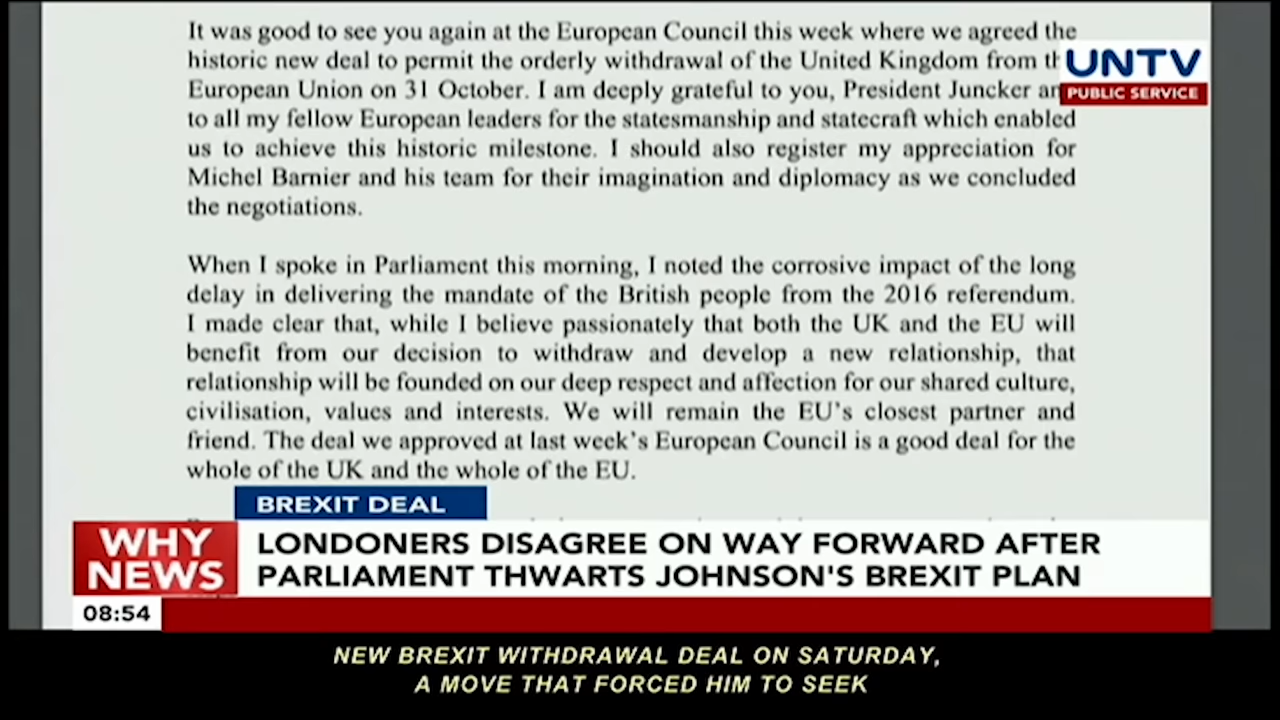 It was good to see you again at the European Council this week where we agreed the
historic new deal to permit the orderly withdrawal of the United Kingdom from
European Union on 31 October. I am deeply grateful to you, President Juncker
to all my fellow European leaders for the statesmanship and statecraft which enabled
us to achieve this historic milestone. I should also register my appreciation for
Michel Barnier and his team for their imagination and diplomacy as we concluded
the negotiations.
When I spoke in Parliament this morning, I noted the corrosive impact of the long
delay in delivering the mandate of the British people from the 2016 referendum.
I made clear that, while I believe passionately that both the UK and the EU will
benefit from our decision to withdraw and develop a new relationship, that
relationship will be founded on our deep respect and affection for our shared culture,
civilisation, values and interests. We will remain the EU's closest partner and
friend. The deal we approved at last week's European Council is a good deal for the
whole of the UK and the whole of the EU.
UNTV
PUBLIC SERVICE
BREXIT DEAL
WHY
NEWS
LONDONERS DISAGREE ON WAY FORWARD AFTER
PARLIAMENT THWARTS JOHNSON'S BREXIT PLAN
08:54
NEW BREXIT WITHDRAWAL DEAL ON SATURDAY,
A MOVE THAT FORCED HIM TO SEEK